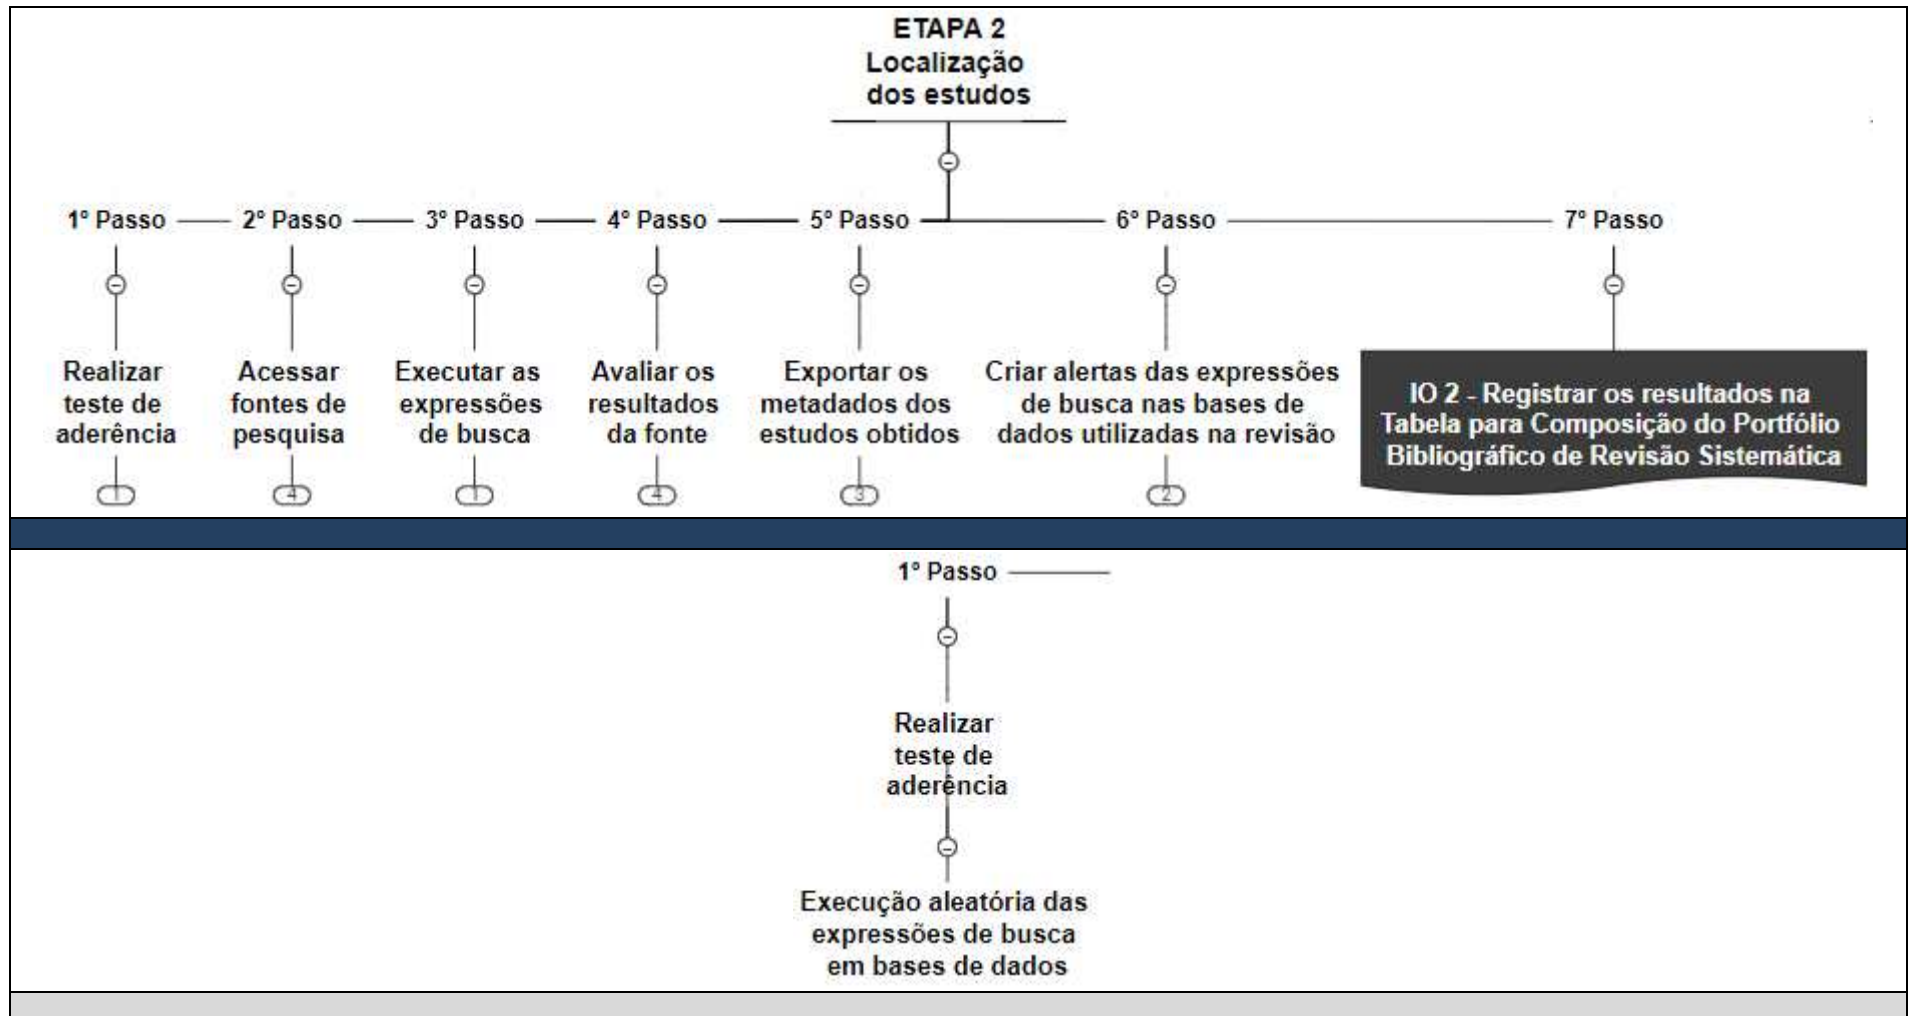 ETAPA 2
Localização
dos estudos
1º Passo
2º Passo
3º Passo
4º Passo
5º Passo
6º Passo
7º Passo
Realizar
teste de
aderência
1
Acessar
fontes de
pesquisa
4
Executar as
expressões
de busca
1
Avaliar os
resultados
da fonte
4
Exportar os
metadados dos
estudos obtidos
3
Criar alertas das expressões
de busca nas bases de
dados utilizadas na revisão
2
IO 2 - Registrar os resultados na
Tabela para Composição do Portfólio
Bibliográfico de Revisão Sistemática
1º Passo
Realizar
teste de
aderência
Execução aleatória das
expressões de busca
em bases de dados